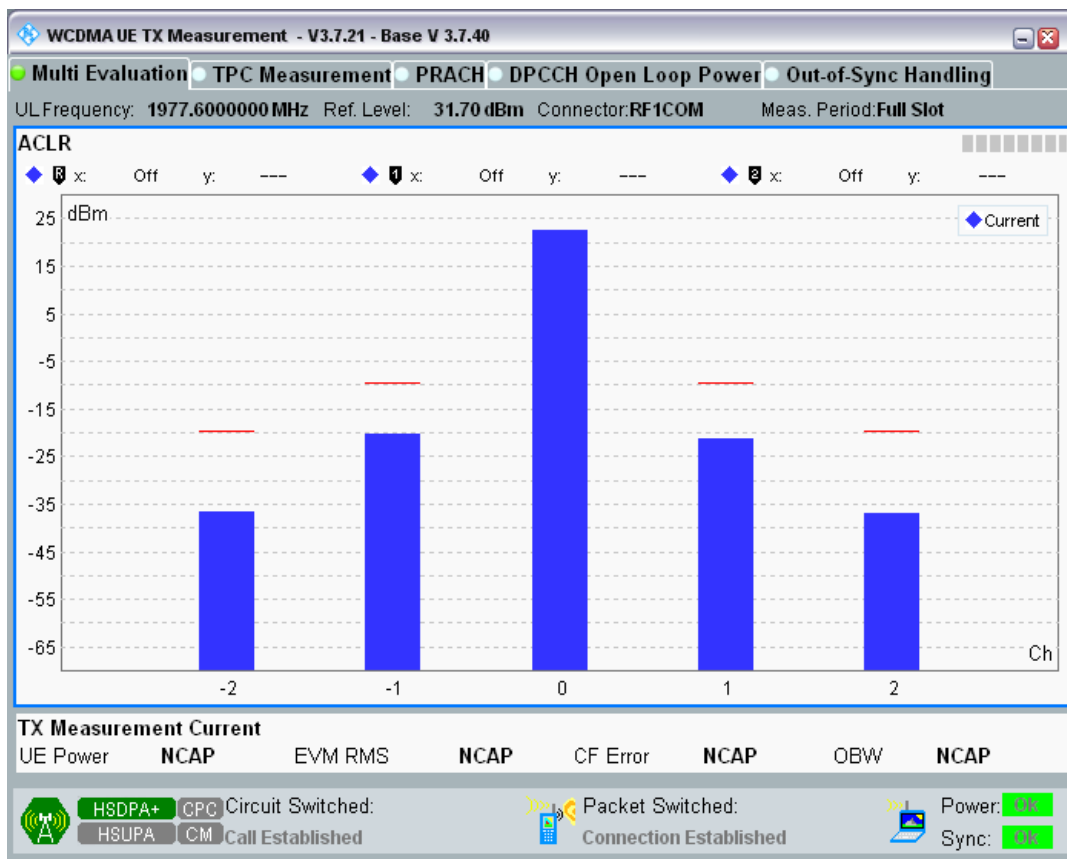 WCDMA UE TX Measurement - V3.7.21 - Base V 3.7.40
Multi Evaluation TPC Measurement PRACH DPCCH Open Loop Power Out-of-Sync Handling
UL Frequency: 1977.6000000 MHz Ref. Level: 31.70 dBm Connector:RF1COM Meas. Period:Full Slot
ACLR
R x: Off y: --- 1 x: Off y: --- 2 x: Off y: ---
dBm
Current
25
15
5
-5
-15
-25
-35
-45
-55
-65
Ch
-2 -1 0 1 2
TX Measurement Current
UE Power NCAP EVM RMS NCAP CF Error NCAP OBW NCAP
HSDPA+ CPC Circuit Switched: Packet Switched: Power: OK
HSUPA CM Call Established Connection Established Sync: OK